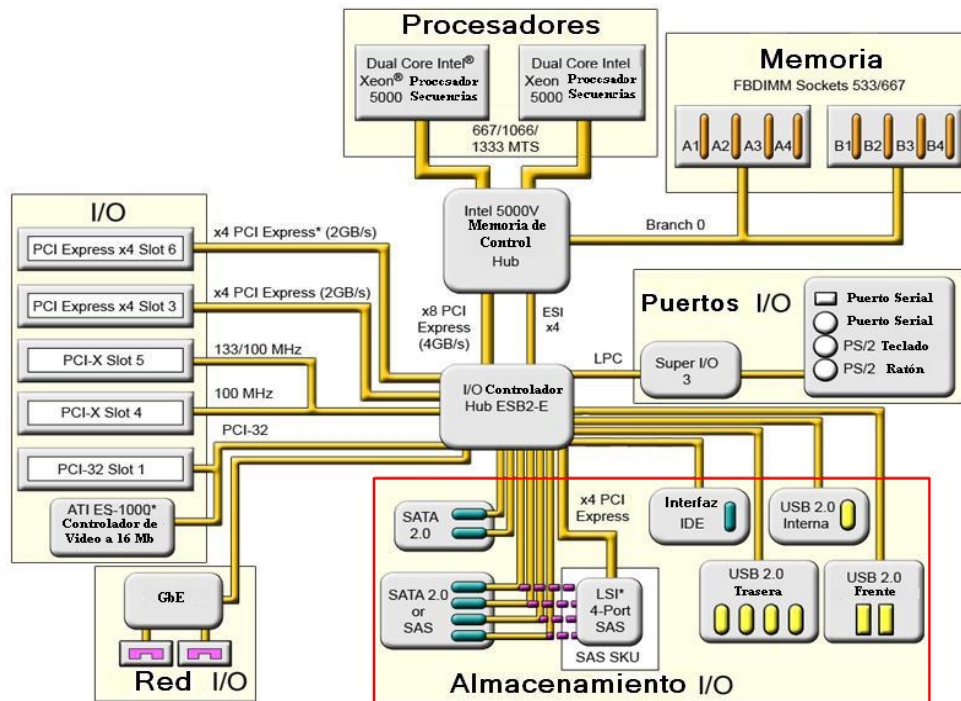 Procesadores
Dual Core Intel®
Xeon® Procesador
5000 Secuencias
Dual Core Intel
Xeon Procesador
5000 Secuencias
667/1066/
1333 MTS
Memoria
FBDIMM Sockets 533/667
A1 A2 A3 A4
B1 B2 B3 B4
Intel 5000V
Memoria de
Control
Hub
Branch 0
I/O
PCI Express x4 Slot 6
x4 PCI Express* (2GB/s)
PCI Express x4 Slot 3
x4 PCI Express (2GB/s)
PCI-X Slot 5
133/100 MHz
PCI-X Slot 4
100 MHz
PCI-32
PCI-32 Slot 1
ATI ES-1000*
Controlador de
Video a 16 Mb
x8 PCI
Express
(4GB/s)
ESI
x4
Puertos I/O
LPC
Super I/O
3
Puerto Serial
Puerto Serial
PS/2 Teclado
PS/2 Ratón
I/O Controlador
Hub ESB2-E
GbE
Red I/O
SATA
2.0
SATA 2.0
or
SAS
x4 PCI
Express
LSI*
4-Port
SAS
SAS SKU
Interfaz
IDE
USB 2.0
Interna
USB 2.0
Trasera
USB 2.0
Frente
Almacenamiento I/O